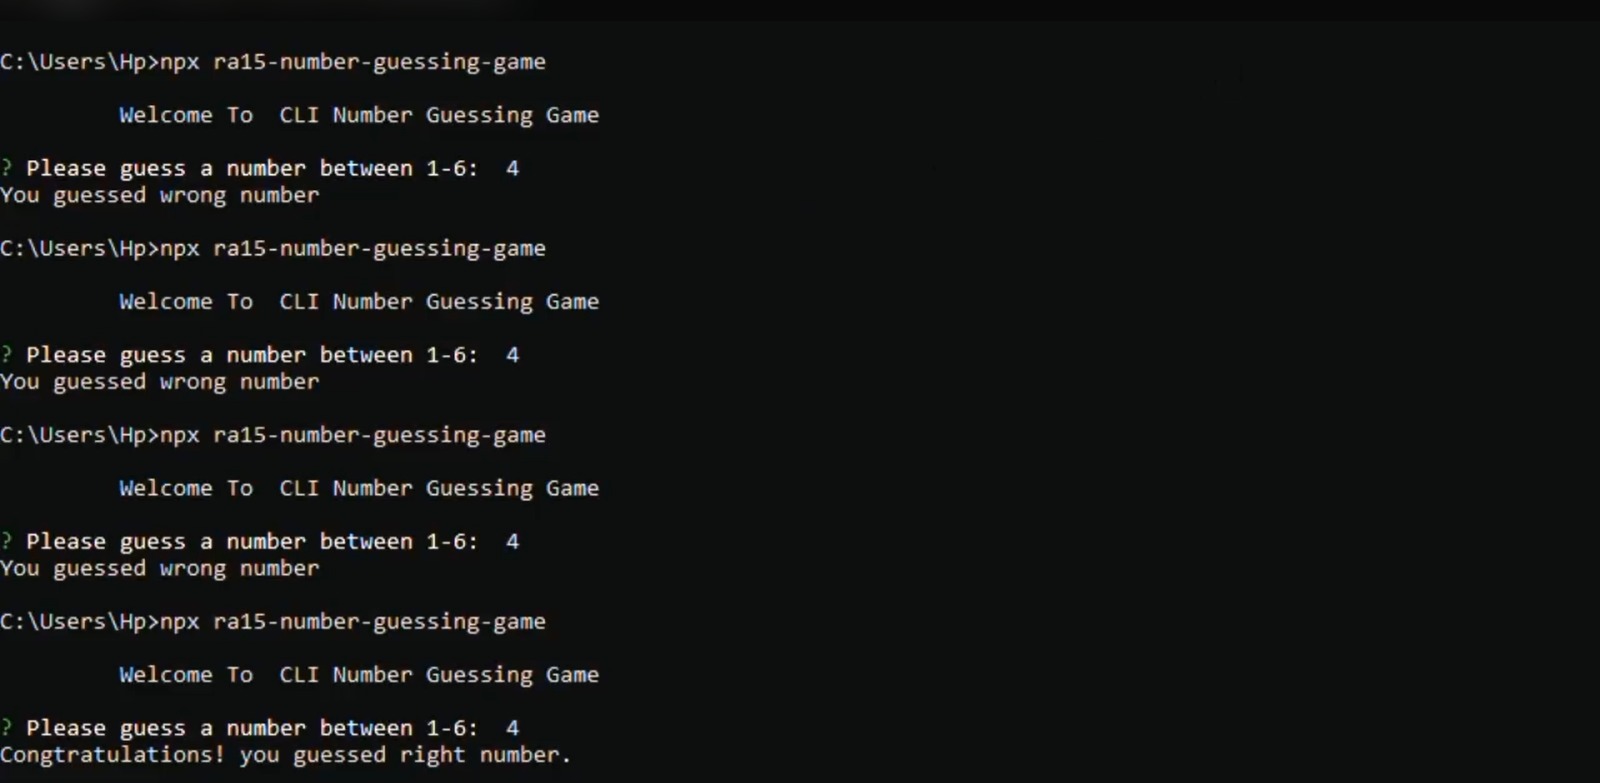 C:\Users\Hp>npx ra15-number-guessing-game
Welcome To  CLI Number Guessing Game
? Please guess a number between 1-6:  4
You guessed wrong number
C:\Users\Hp>npx ra15-number-guessing-game
Welcome To  CLI Number Guessing Game
? Please guess a number between 1-6:  4
You guessed wrong number
C:\Users\Hp>npx ra15-number-guessing-game
Welcome To  CLI Number Guessing Game
? Please guess a number between 1-6:  4
You guessed wrong number
C:\Users\Hp>npx ra15-number-guessing-game
Welcome To  CLI Number Guessing Game
? Please guess a number between 1-6:  4
Congtratulations! you guessed right number.